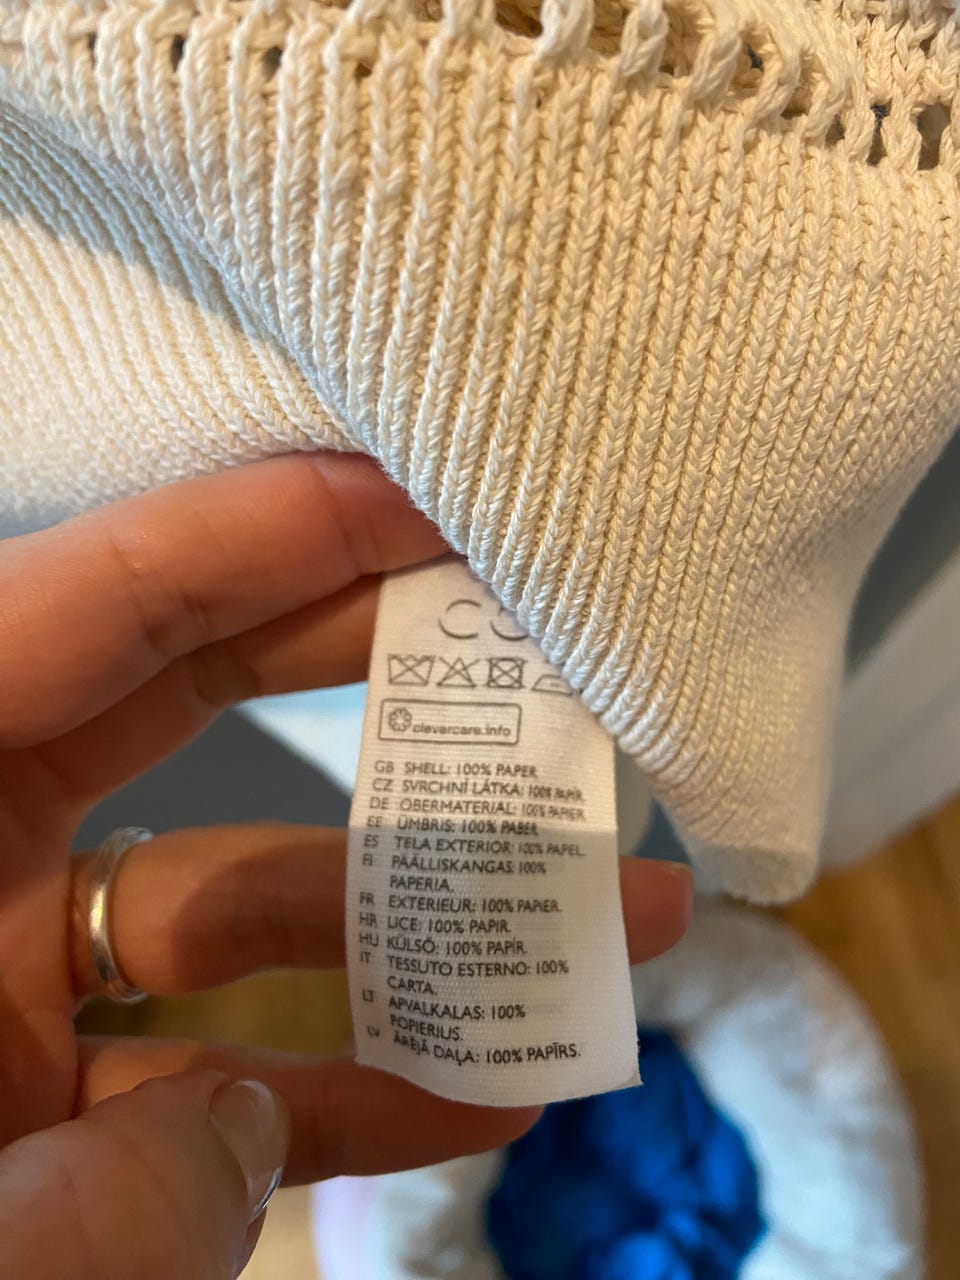 clevercare.info
GB SHELL: 100% PAPER
CZ SVRCHNÍ LÁTKA: 100% PAPÍR.
DE OBERMATERIAL: 100% PAPIER.
EE ÜMBRIS: 100% PABER
ES TELA EXTERIOR: 100% PAPEL.
FI PÄÄLLISKANGAS: 100%
PAPERIA.
FR EXTERIEUR: 100% PAPIER.
HR LICE: 100% PAPIR.
HU KÜLSŐ: 100% PAPÍR.
IT TESSUTO ESTERNO: 100%
CARTA.
LT APVALKALAS: 100%
POPIERIUS.
LV ĀREJĀ DAĻA: 100% PAPĪRS.